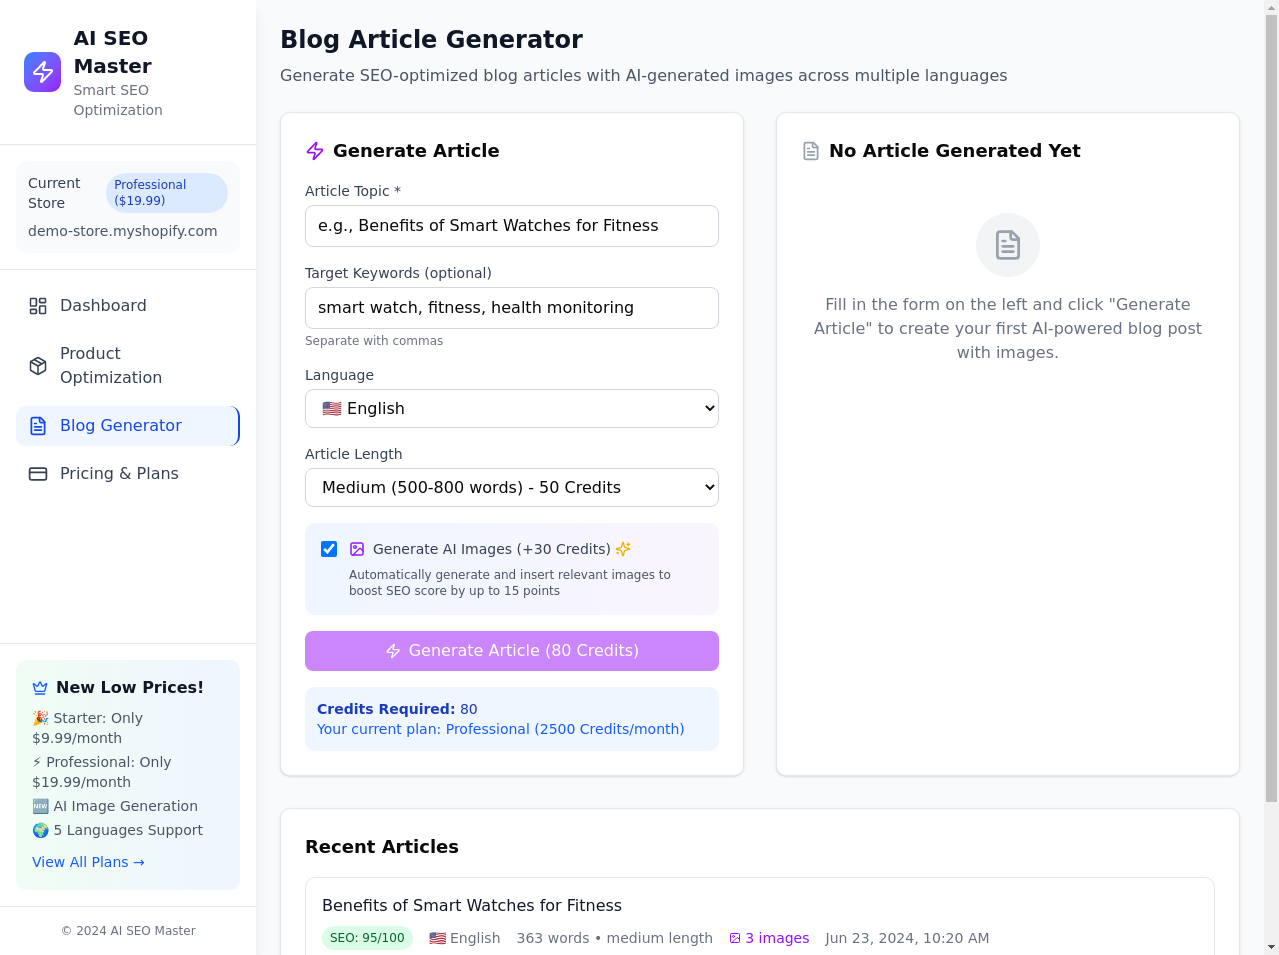 AI SEO
Master
Smart SEO
Optimization
Current
Store
Professional
($19.99)
demo-store.myshopify.com
Dashboard
Product
Optimization
Blog Generator
Pricing & Plans
New Low Prices!
🎉 Starter: Only
$9.99/month
⚡ Professional: Only
$19.99/month
🆕 AI Image Generation
🌍 5 Languages Support
View All Plans →
© 2024 AI SEO Master
Blog Article Generator
Generate SEO-optimized blog articles with AI-generated images across multiple languages
Generate Article
Article Topic *
e.g., Benefits of Smart Watches for Fitness
Target Keywords (optional)
smart watch, fitness, health monitoring
Separate with commas
Language
🇺🇸 English
Article Length
Medium (500-800 words) - 50 Credits
Generate AI Images (+30 Credits)
Automatically generate and insert relevant images to
boost SEO score by up to 15 points
Generate Article (80 Credits)
Credits Required: 80
Your current plan: Professional (2500 Credits/month)
No Article Generated Yet
Fill in the form on the left and click "Generate
Article" to create your first AI-powered blog post
with images.
Recent Articles
Benefits of Smart Watches for Fitness
SEO: 95/100 🇺🇸 English 363 words • medium length 3 images Jun 23, 2024, 10:20 AM